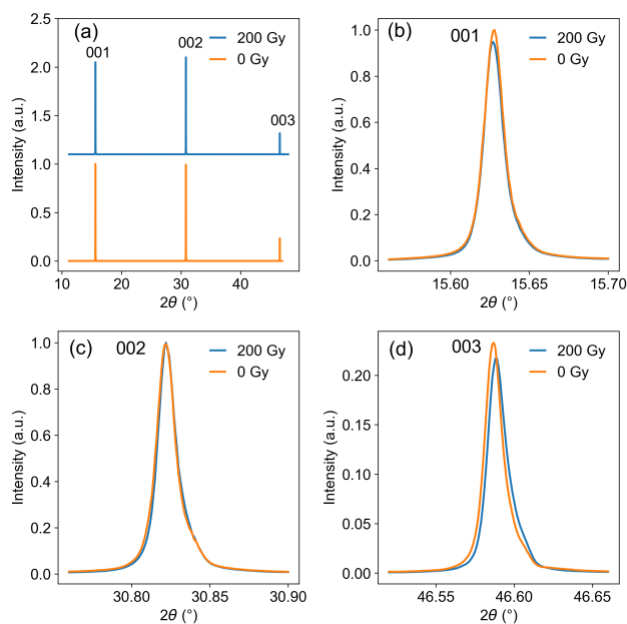 (a)
200 Gy
0 Gy
001
002
003
2.5
2.0
1.5
1.0
0.5
0.0
Intensity (a.u.)
10
20
30
40
2θ (°)
(b)
001
200 Gy
0 Gy
1.0
0.8
0.6
0.4
0.2
0.0
Intensity (a.u.)
15.60
15.65
15.70
2θ (°)
(c)
002
200 Gy
0 Gy
1.0
0.8
0.6
0.4
0.2
0.0
Intensity (a.u.)
30.80
30.85
30.90
2θ (°)
(d)
003
200 Gy
0 Gy
0.20
0.15
0.10
0.05
0.00
Intensity (a.u.)
46.55
46.60
46.65
2θ (°)